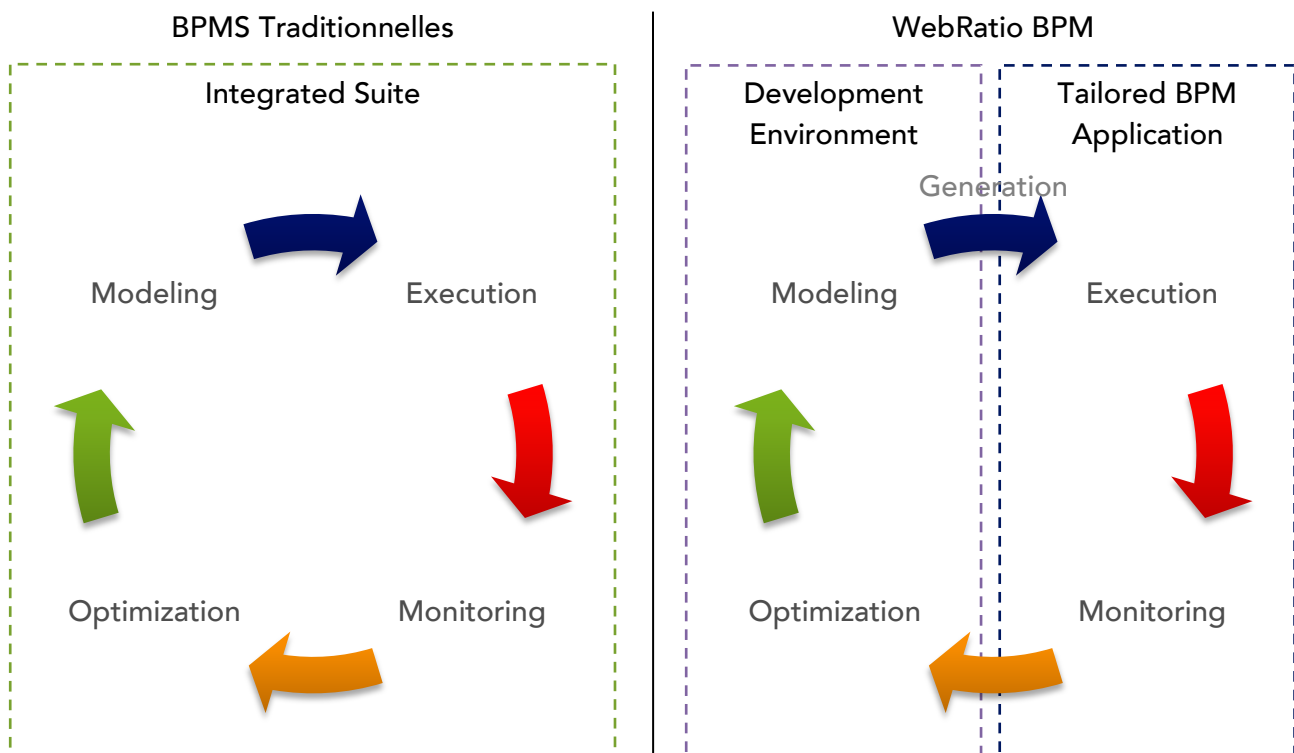 BPMS Traditionnelles
Integrated Suite
Modeling
Execution
Optimization
Monitoring
WebRatio BPM
Development
Environment
Tailored BPM
Application
Generation
Modeling
Execution
Optimization
Monitoring